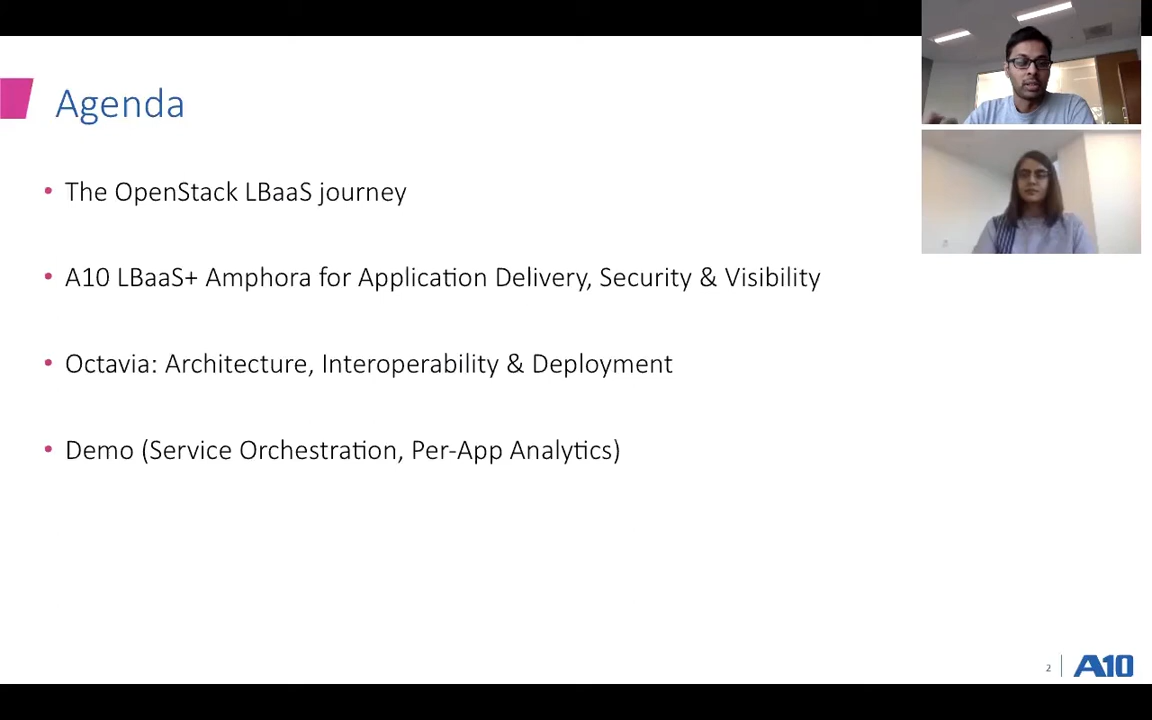 Agenda
• The OpenStack LBaaS journey
• A10 LBaaS+ Amphora for Application Delivery, Security & Visibility
• Octavia: Architecture, Interoperability & Deployment
• Demo (Service Orchestration, Per-App Analytics)
2
A10